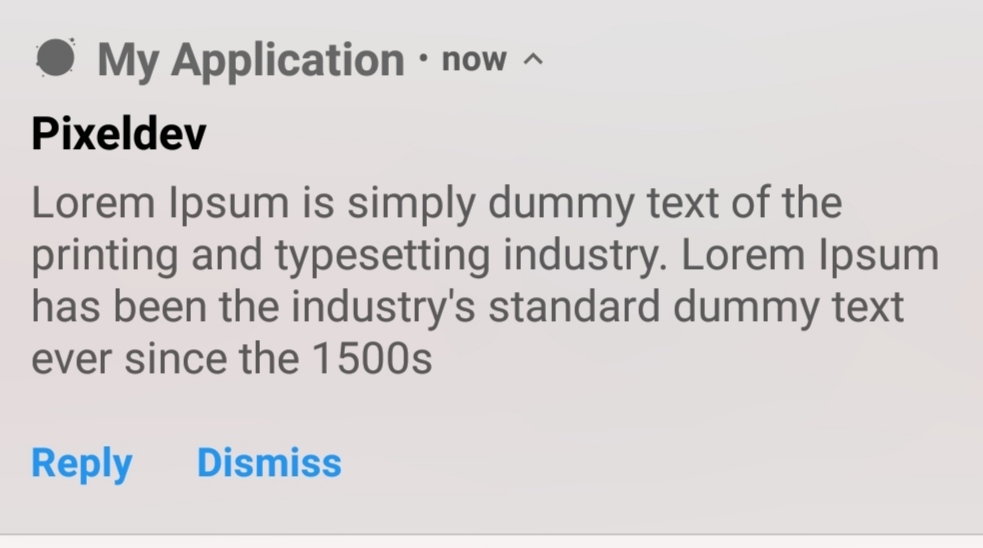 My Application · now
Pixeldev
Lorem Ipsum is simply dummy text of the
printing and typesetting industry. Lorem Ipsum
has been the industry's standard dummy text
ever since the 1500s
Reply Dismiss